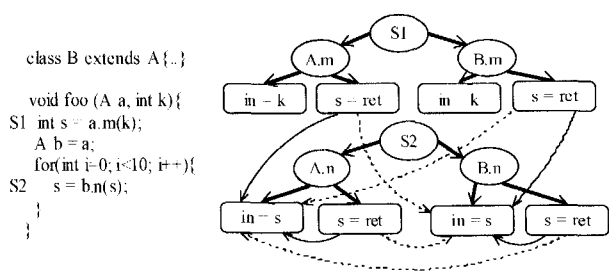 class B extends A{..}
void foo (A a, int k){
S1 int s = a.m(k);
A b = a;
for(int i=0; i<10; i++){
S2 s = b.n(s);
}
}
S1
A.m
B.m
in = k
s = ret
in = k
s = ret
S2
A.n
B.n
in = s
s = ret
in = s
s = ret